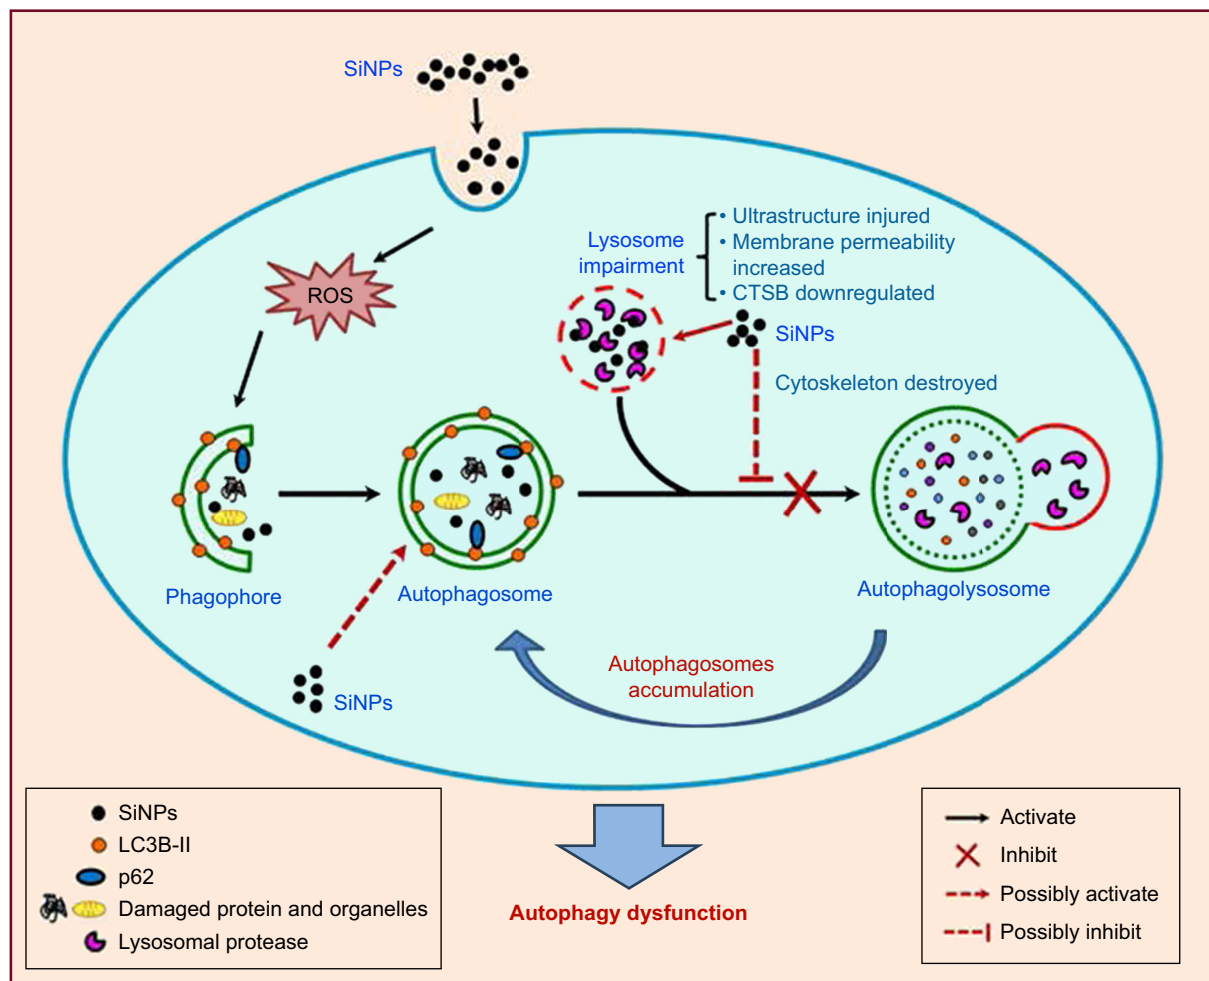 SiNPs
• Ultrastructure injured
• Membrane permeability
increased
• CTSB downregulated
Lysosome
impairment
ROS
SiNPs
Cytoskeleton destroyed
Phagophore
Autophagosome
Autophagolysosome
SiNPs
Autophagosomes
accumulation
SiNPs
LC3B-II
p62
Damaged protein and organelles
Lysosomal protease
Autophagy dysfunction
Activate
Inhibit
Possibly activate
Possibly inhibit